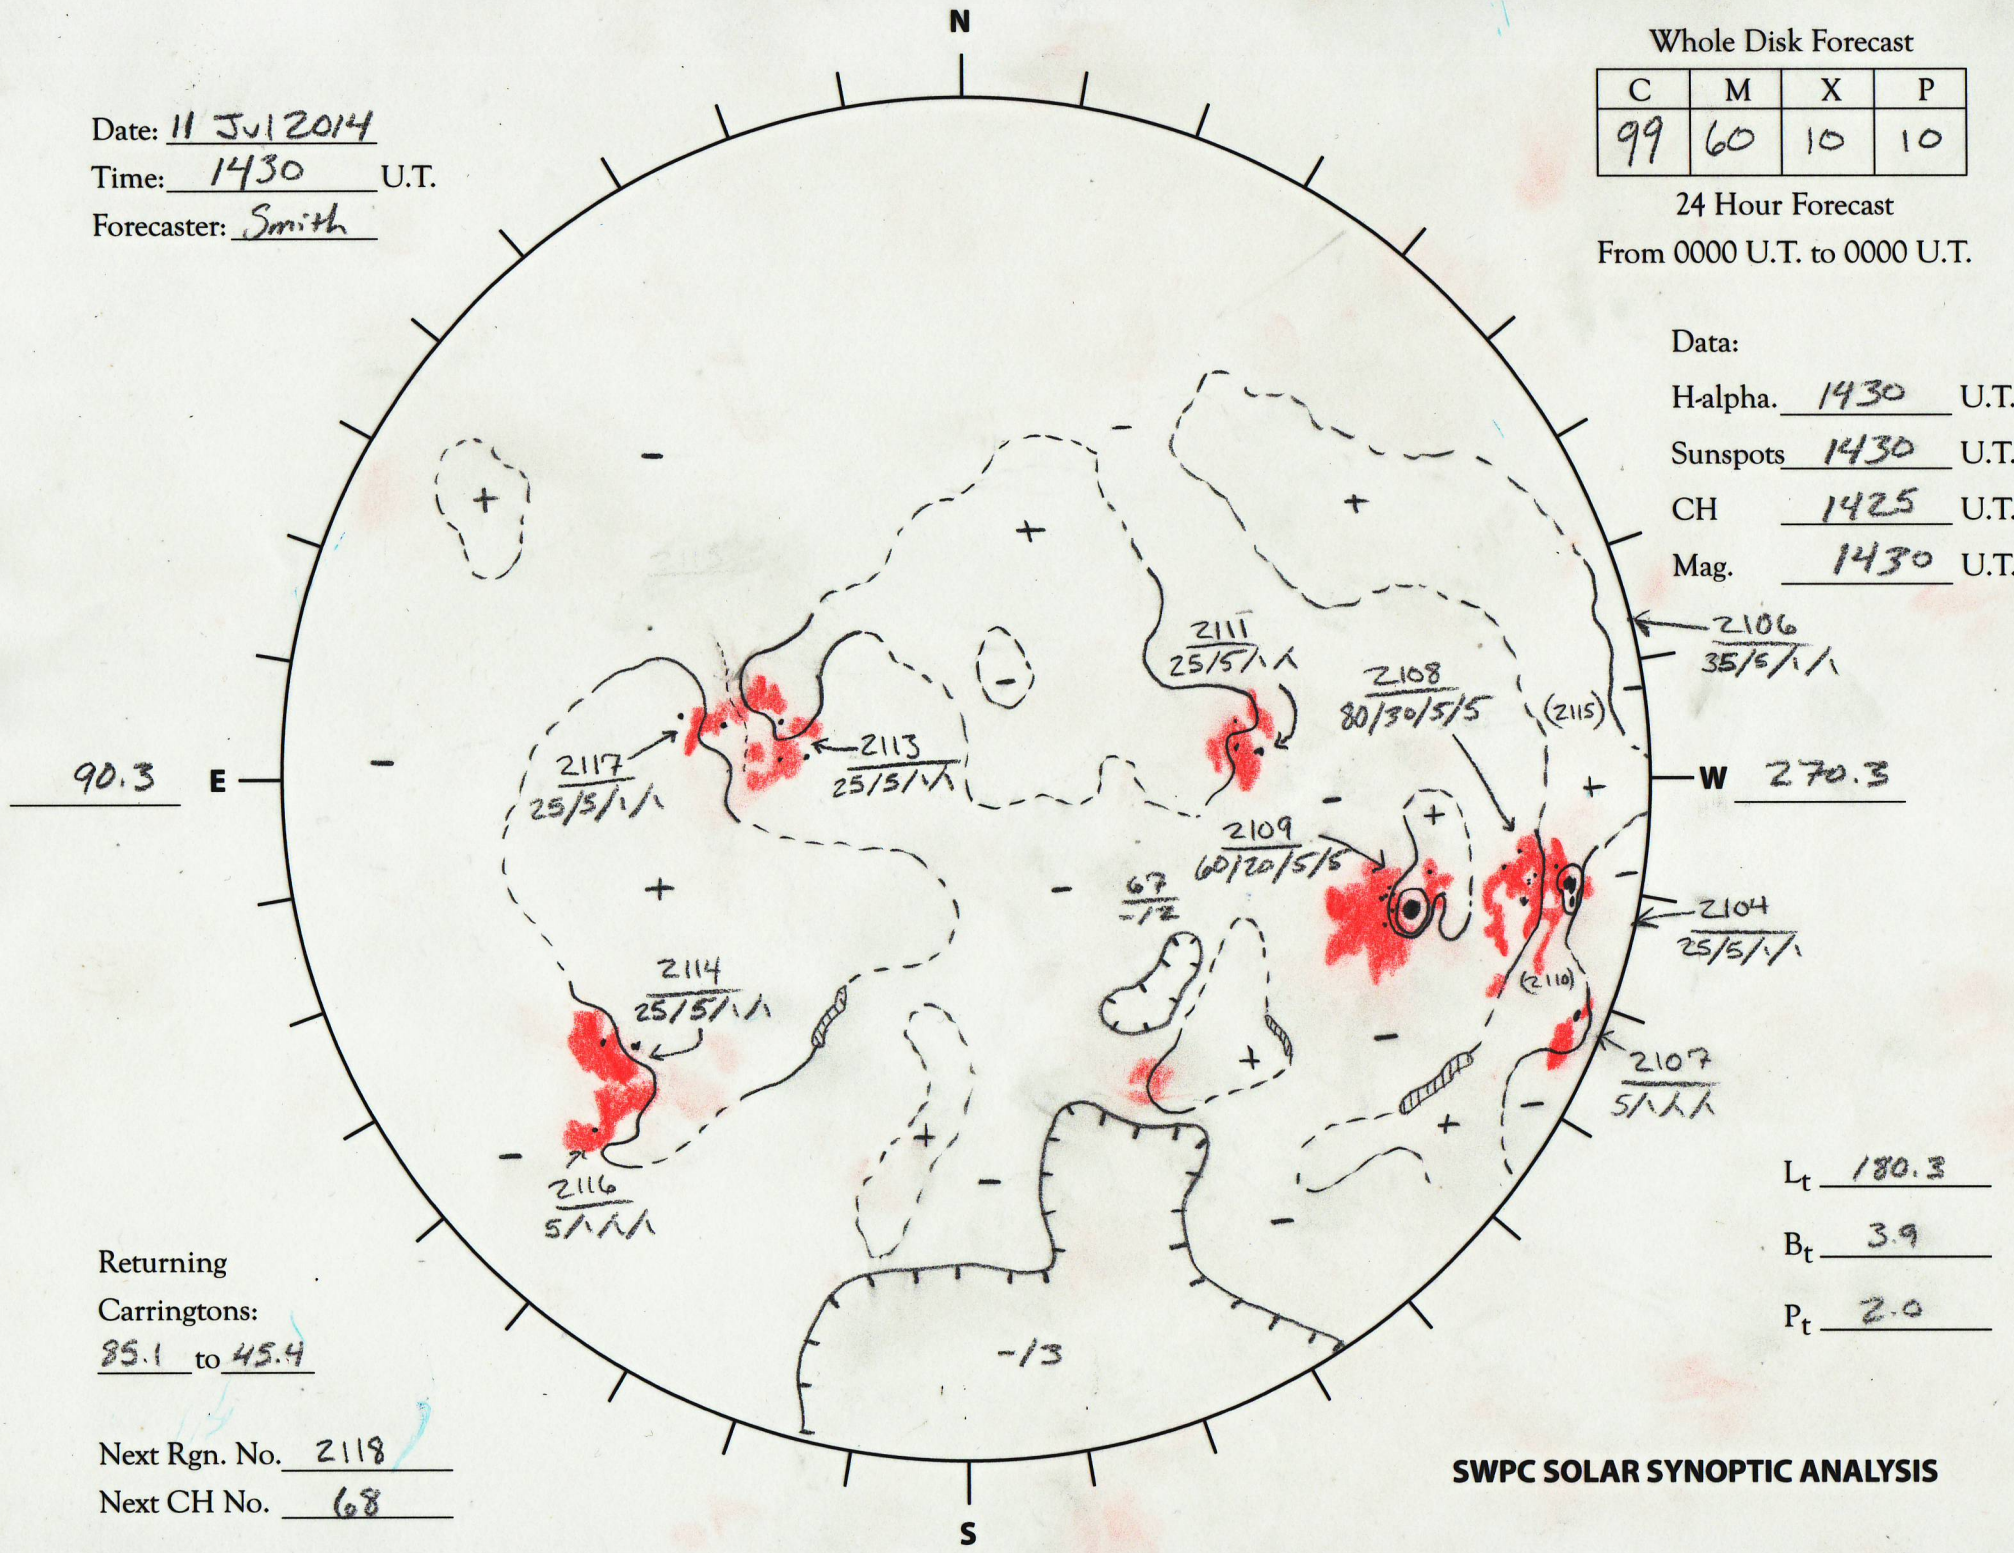 N
Whole Disk Forecast
C M X P
99 60 10 10
24 Hour Forecast
From 0000 U.T. to 0000 U.T.
Date: 11 Jul 2014
Time: 1430 U.T.
Forecaster: Smith
Data:
H-alpha. 1430 U.T.
Sunspots 1430 U.T.
CH 1425 U.T.
Mag. 1430 U.T.
2106
35/5/\/\
2111
25/5/\/\
2108
80/30/5/5
(2115)
2117
25/5/\/\
2113
25/5/\/\
90.3 E
W 270.3
2109
60/20/5/5
67
-/2
2104
25/5/\/\
2114
25/5/\/\
(2110)
2107
5/\/\/\
2116
5/\/\/\
-/3
Lt 180.3
Bt 3.9
Pt 2.0
Returning
Carringtons:
85.1 to 45.4
Next Rgn. No. 2118
Next CH No. 68
SWPC SOLAR SYNOPTIC ANALYSIS
S